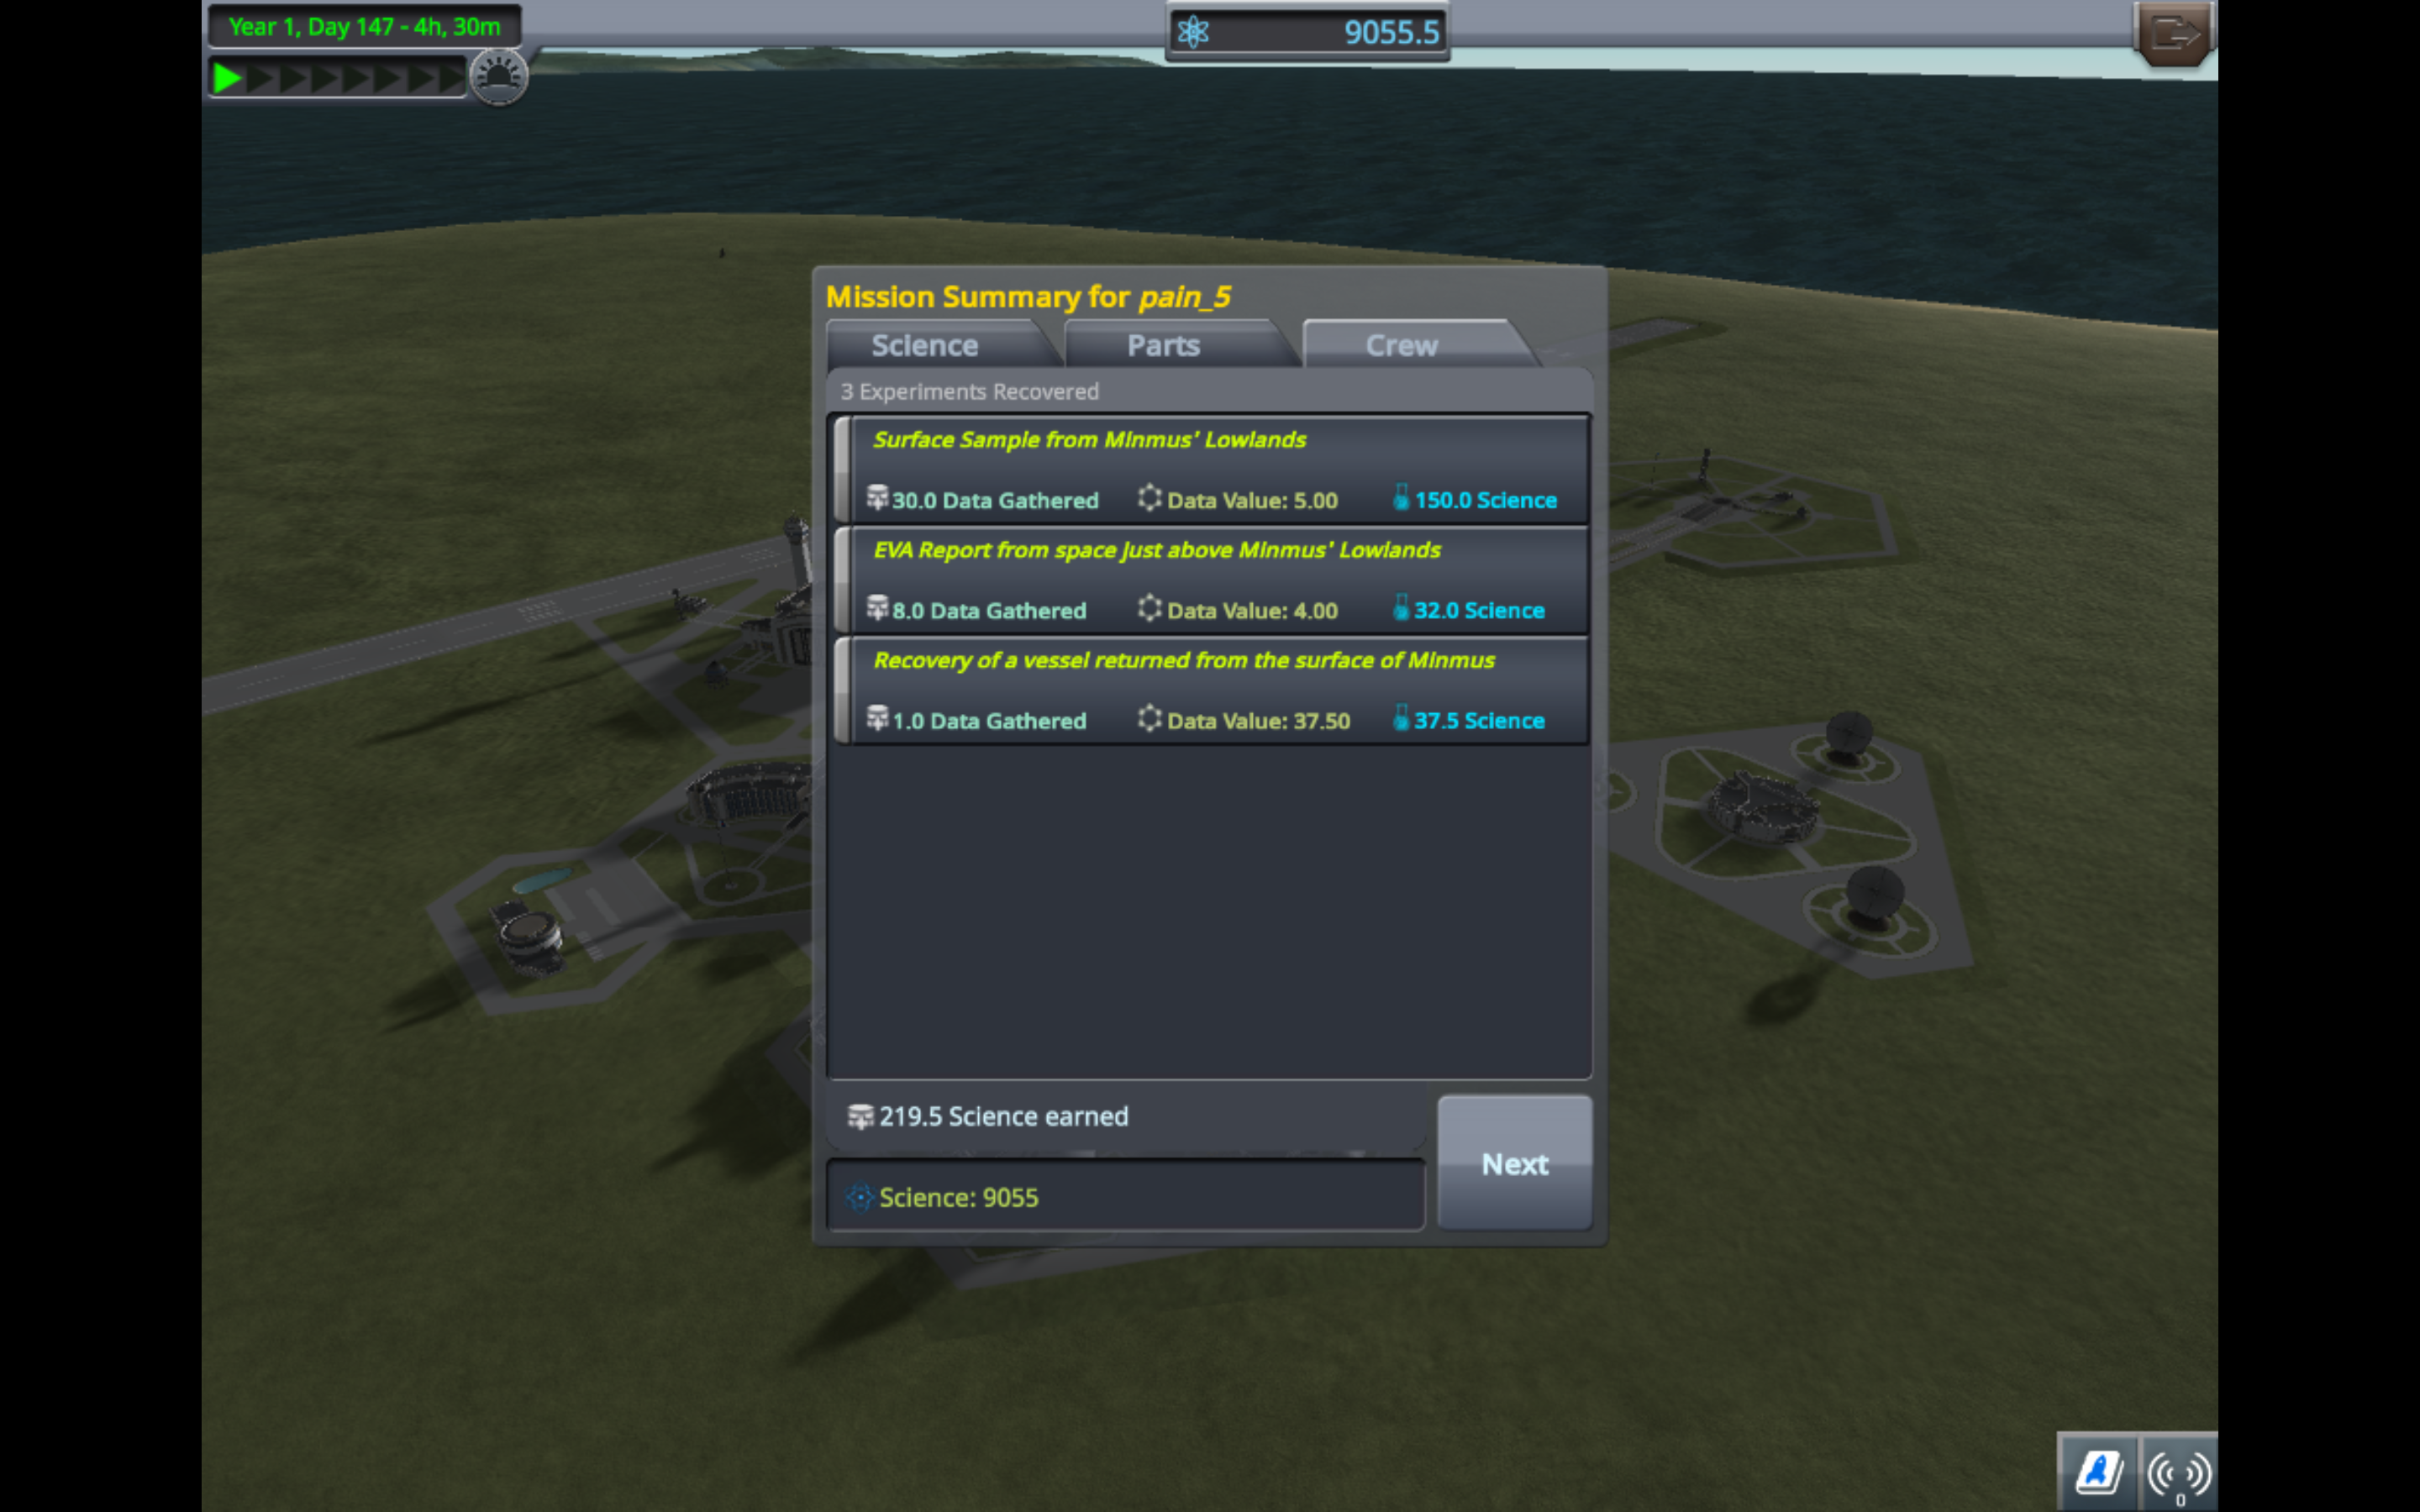 Year 1, Day 147 - 4h, 30m
9055.5
Mission Summary for pain_5
Science
Parts
Crew
3 Experiments Recovered
Surface Sample from Minmus' Lowlands
30.0 Data Gathered
Data Value: 5.00
150.0 Science
EVA Report from space just above Minmus' Lowlands
8.0 Data Gathered
Data Value: 4.00
32.0 Science
Recovery of a vessel returned from the surface of Minmus
1.0 Data Gathered
Data Value: 37.50
37.5 Science
219.5 Science earned
Next
Science: 9055
0